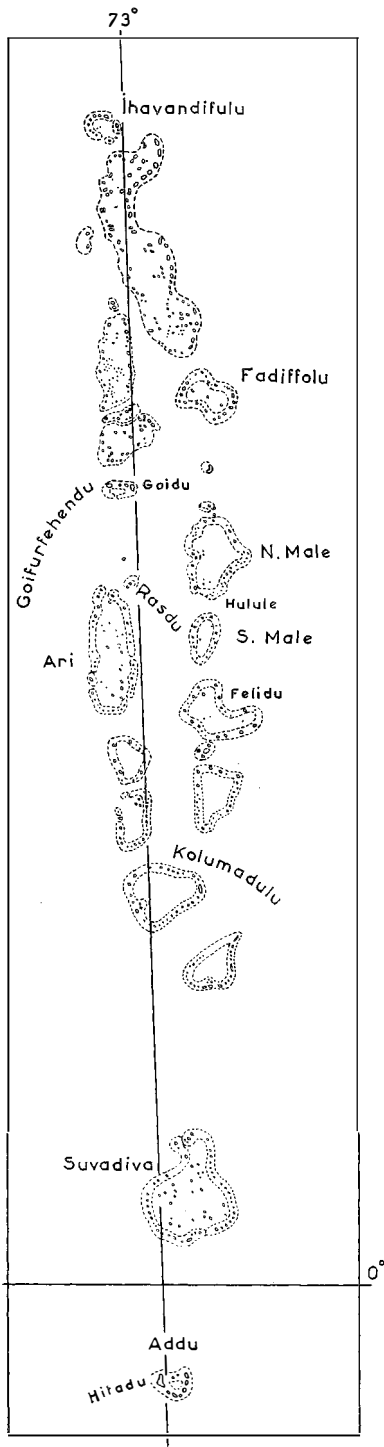 73°
Ihavandifulu
Fadiffolu
Goifurfehendu
Goidu
N. Male
Rasdu
Hulule
S. Male
Ari
Felidu
Kolumadulu
Suvadiva
0°
Addu
Hitadu